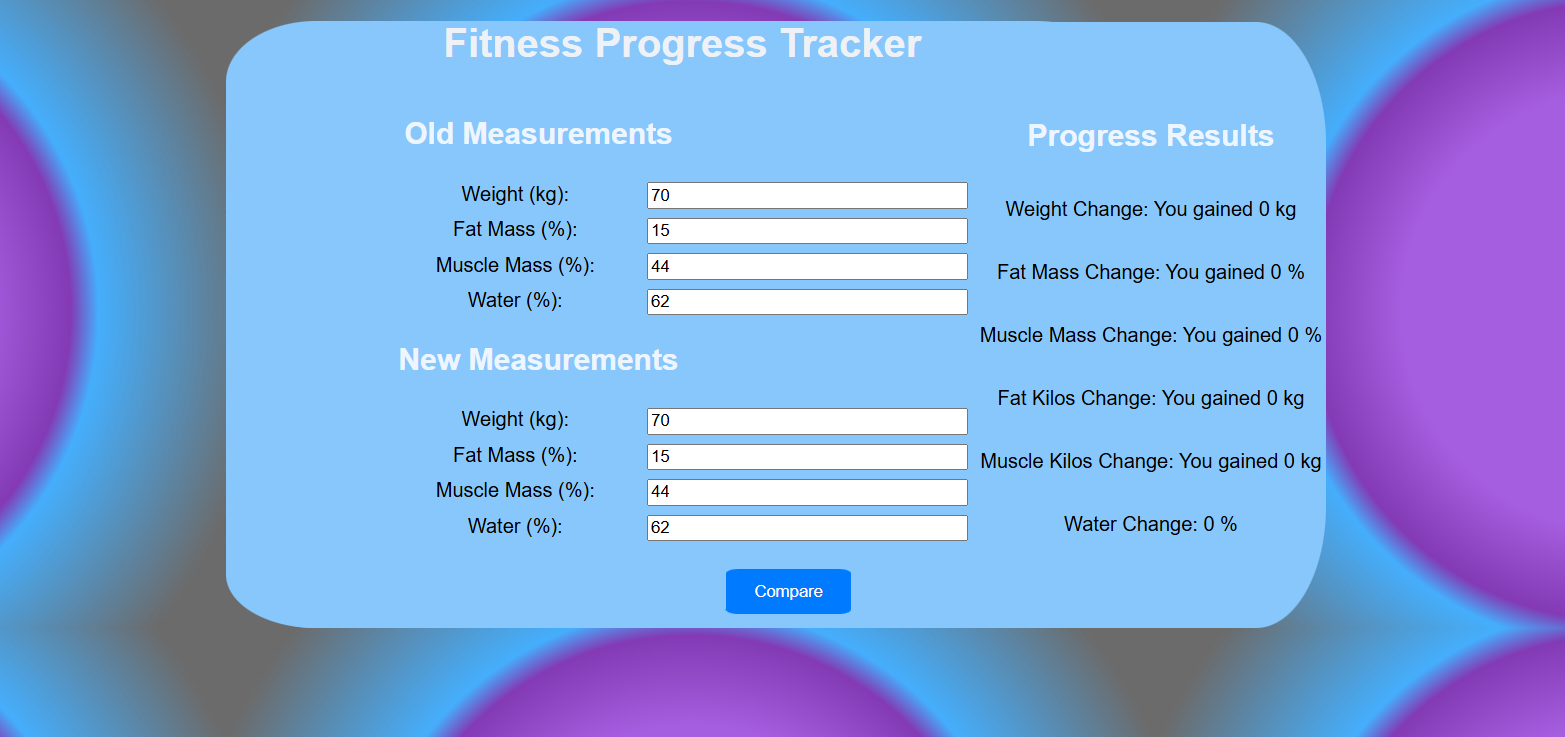 Fitness Progress Tracker
Old Measurements
Weight (kg): 70
Fat Mass (%): 15
Muscle Mass (%): 44
Water (%): 62
New Measurements
Weight (kg): 70
Fat Mass (%): 15
Muscle Mass (%): 44
Water (%): 62
Compare
Progress Results
Weight Change: You gained 0 kg
Fat Mass Change: You gained 0 %
Muscle Mass Change: You gained 0 %
Fat Kilos Change: You gained 0 kg
Muscle Kilos Change: You gained 0 kg
Water Change: 0 %